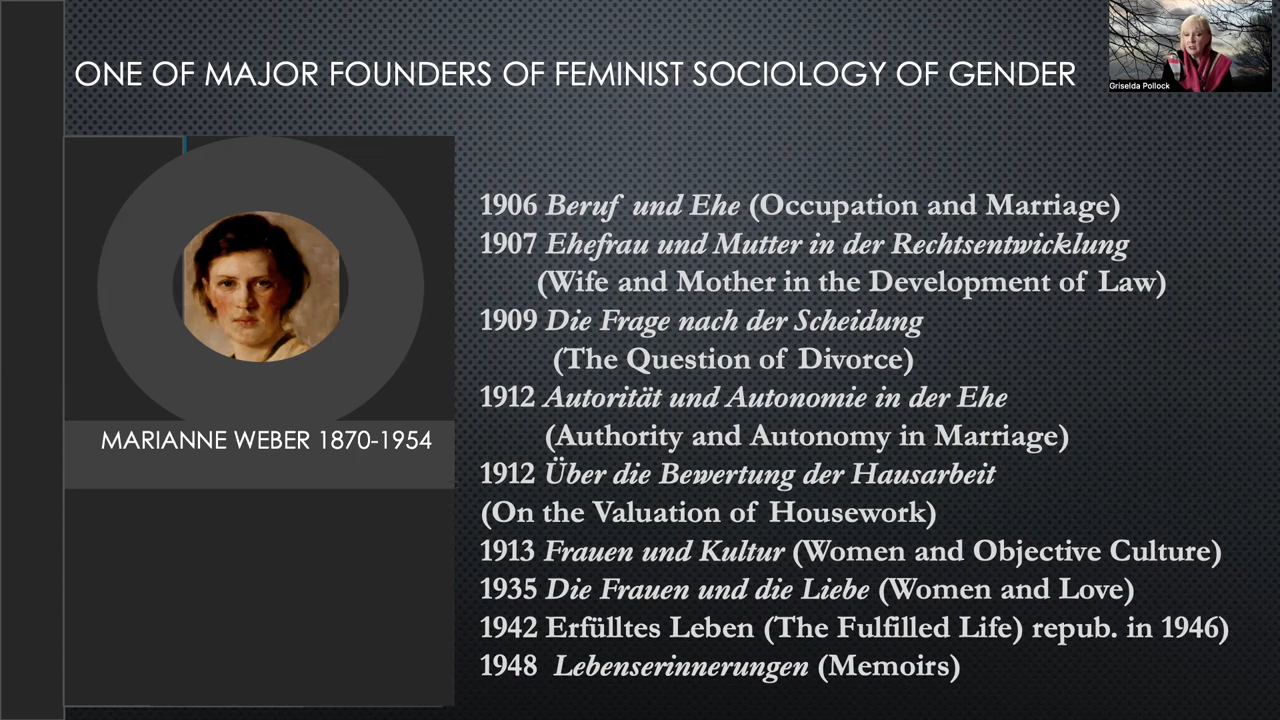 ONE OF MAJOR FOUNDERS OF FEMINIST SOCIOLOGY OF GENDER
Griselda Pollock
MARIANNE WEBER 1870-1954
1906 Beruf und Ehe (Occupation and Marriage)
1907 Ehefrau und Mutter in der Rechtsentwicklung
(Wife and Mother in the Development of Law)
1909 Die Frage nach der Scheidung
(The Question of Divorce)
1912 Autorität und Autonomie in der Ehe
(Authority and Autonomy in Marriage)
1912 Über die Bewertung der Hausarbeit
(On the Valuation of Housework)
1913 Frauen und Kultur (Women and Objective Culture)
1935 Die Frauen und die Liebe (Women and Love)
1942 Erfülltes Leben (The Fulfilled Life) repub. in 1946)
1948 Lebenserinnerungen (Memoirs)